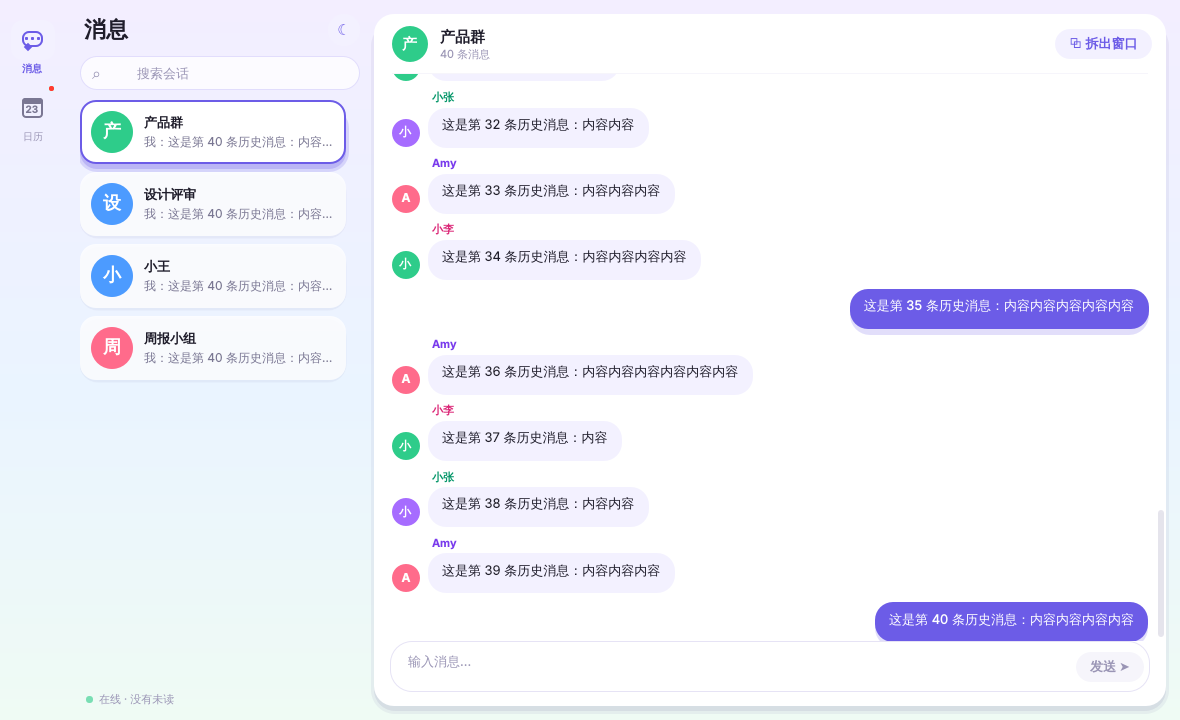 消息
23
日历
消息
搜索会话
产
产品群
我：这是第 40 条历史消息：内容...
设
设计评审
我：这是第 40 条历史消息：内容...
小
小王
我：这是第 40 条历史消息：内容...
周
周报小组
我：这是第 40 条历史消息：内容...
在线 · 没有未读
产
产品群
40 条消息
拆出窗口
小张
小
这是第 32 条历史消息：内容内容
Amy
A
这是第 33 条历史消息：内容内容内容
小李
小
这是第 34 条历史消息：内容内容内容内容
这是第 35 条历史消息：内容内容内容内容内容
Amy
A
这是第 36 条历史消息：内容内容内容内容内容内容
小李
小
这是第 37 条历史消息：内容
小张
小
这是第 38 条历史消息：内容内容
Amy
A
这是第 39 条历史消息：内容内容内容
这是第 40 条历史消息：内容内容内容内容
输入消息...
发送 ➤